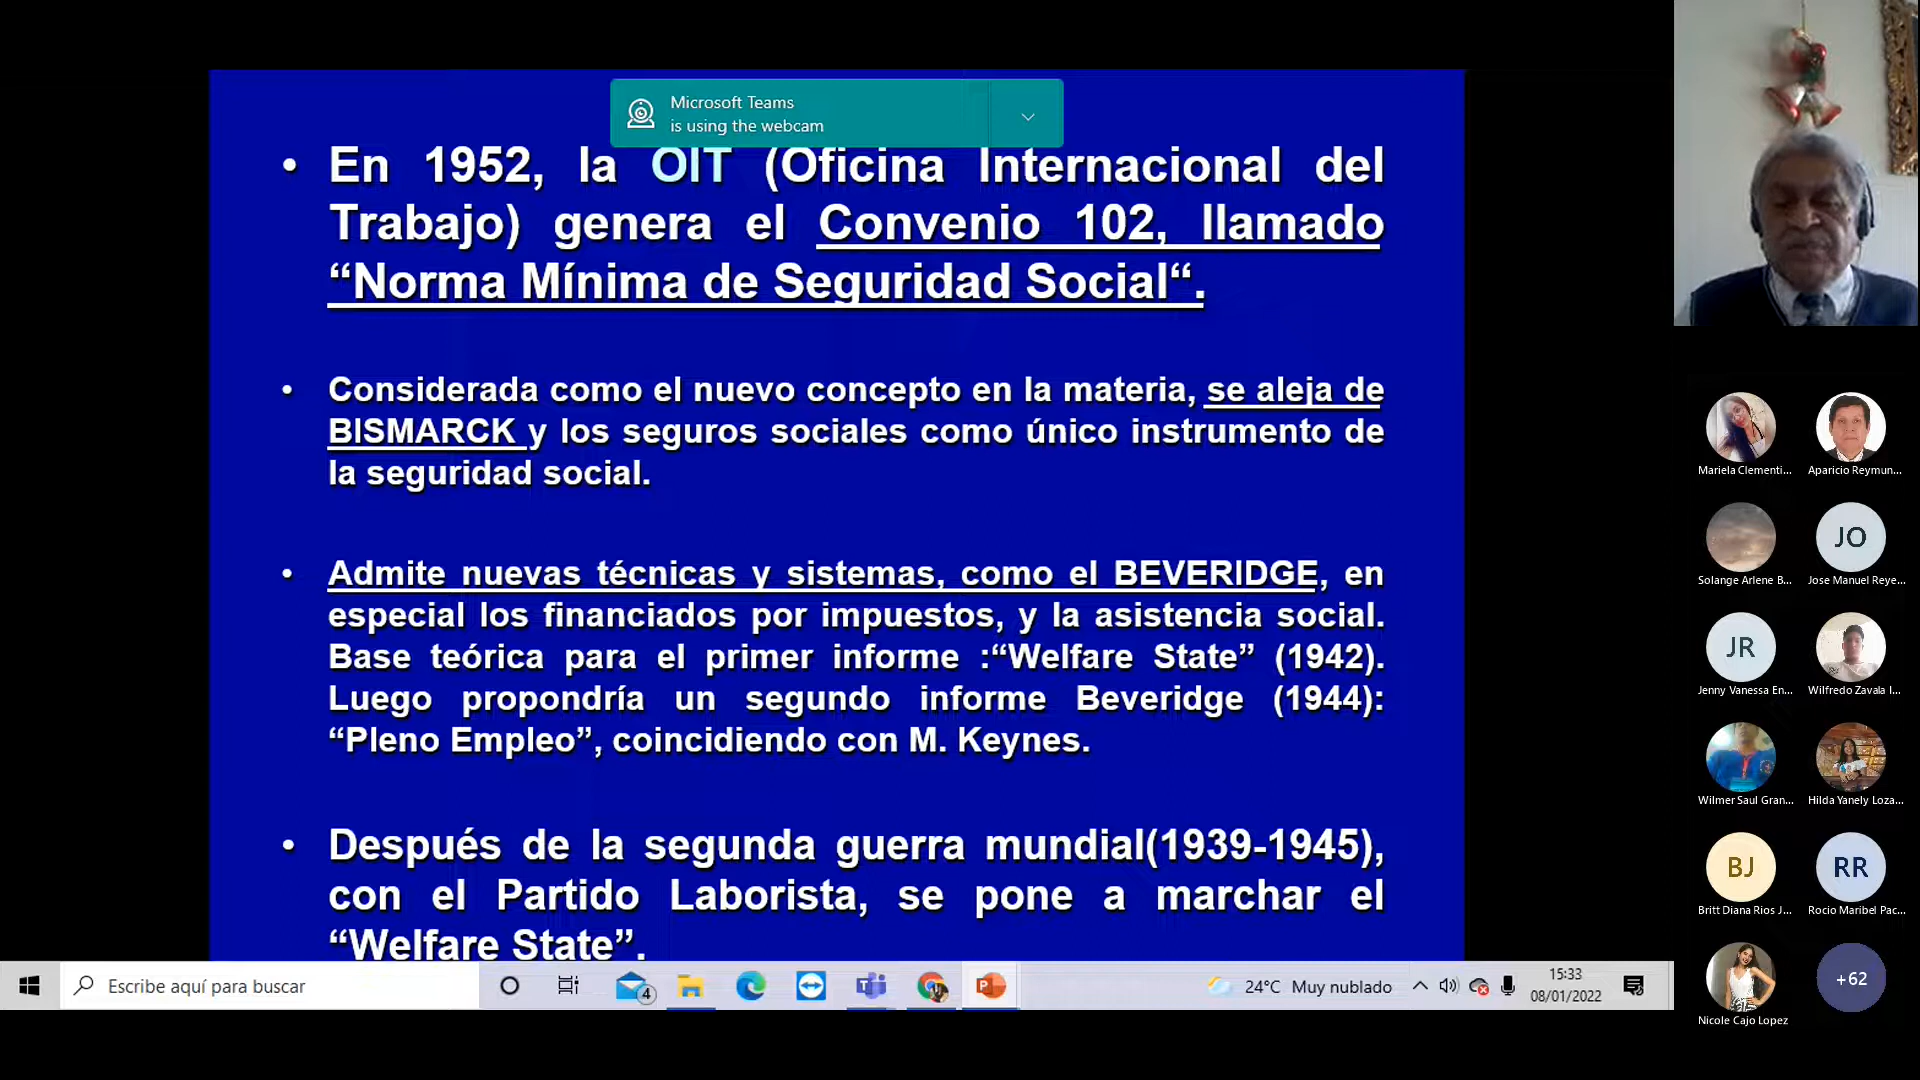 Microsoft Teams
is using the webcam
• En 1952, la OIT (Oficina Internacional del
Trabajo) genera el Convenio 102, llamado
“Norma Mínima de Seguridad Social“.
• Considerada como el nuevo concepto en la materia, se aleja de
BISMARCK y los seguros sociales como único instrumento de
la seguridad social.
• Admite nuevas técnicas y sistemas, como el BEVERIDGE, en
especial los financiados por impuestos, y la asistencia social.
Base teórica para el primer informe :“Welfare State” (1942).
Luego propondría un segundo informe Beveridge (1944):
“Pleno Empleo”, coincidiendo con M. Keynes.
• Después de la segunda guerra mundial(1939-1945),
con el Partido Laborista, se pone a marchar el
“Welfare State”.
Mariela Clementi... Aparicio Reymun...
JO
Solange Arlene B... Jose Manuel Reye...
JR
Jenny Vanessa En... Wilfredo Zavala I...
Wilmer Saul Gran... Hilda Yanely Loza...
BJ RR
Britt Diana Rios J... Rocio Maribel Pac...
+62
Nicole Cajo Lopez
Escribe aquí para buscar
4
24°C Muy nublado
15:33
08/01/2022